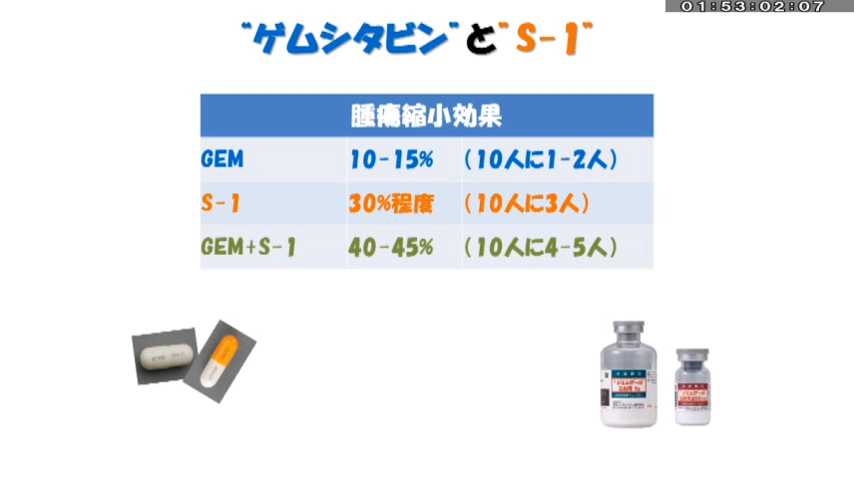 01:53:02:07
"ゲムシタビン"と"S-1"
腫瘍縮小効果
GEM 10-15% (10人に1-2人)
S-1 30%程度 (10人に3人)
GEM+S-1 40-45% (10人に4-5人)